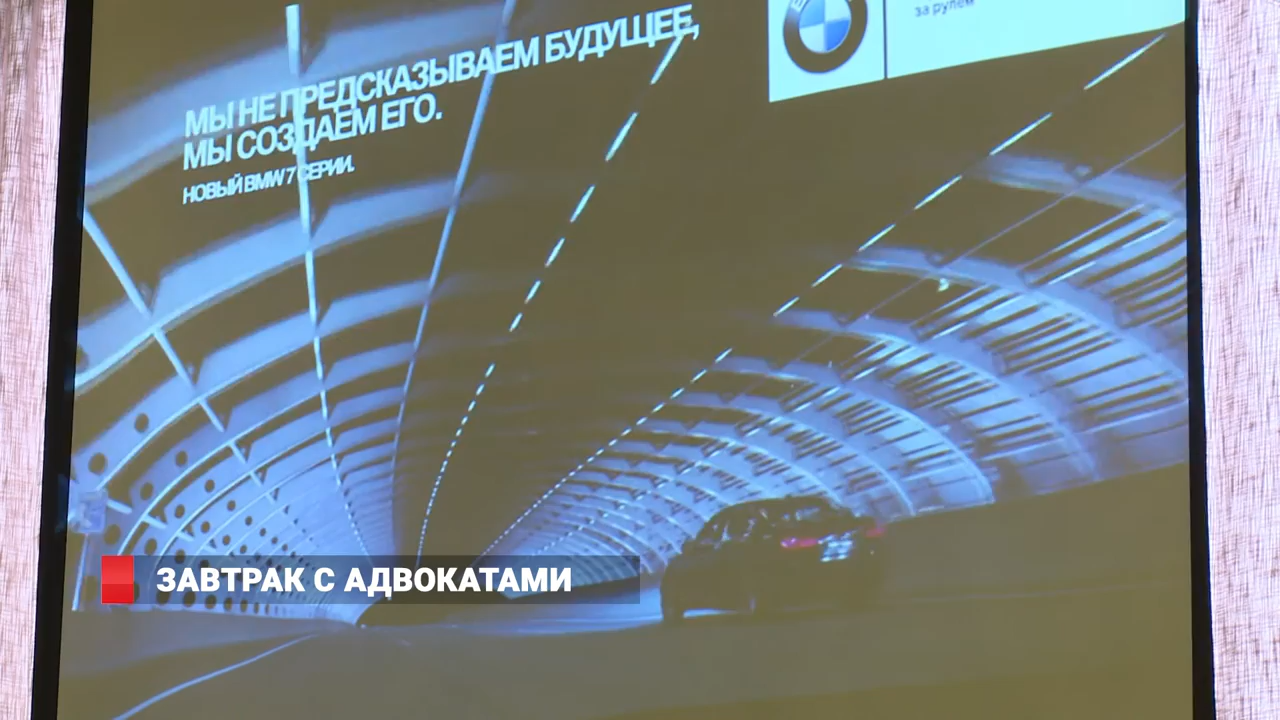 МЫ НЕ ПРЕДСКАЗЫВАЕМ БУДУЩЕЕ,
МЫ СОЗДАЕМ ЕГО.
НОВЫЙ BMW 7 СЕРИИ.
за рулем
ЗАВТРАК С АДВОКАТАМИ